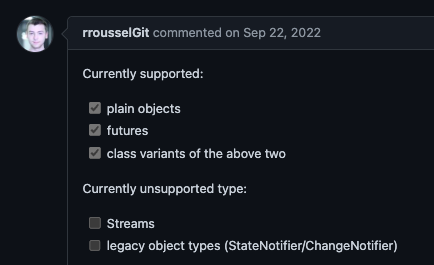 rrousselGit commented on Sep 22, 2022
Currently supported:
plain objects
futures
class variants of the above two
Currently unsupported type:
Streams
legacy object types (StateNotifier/ChangeNotifier)